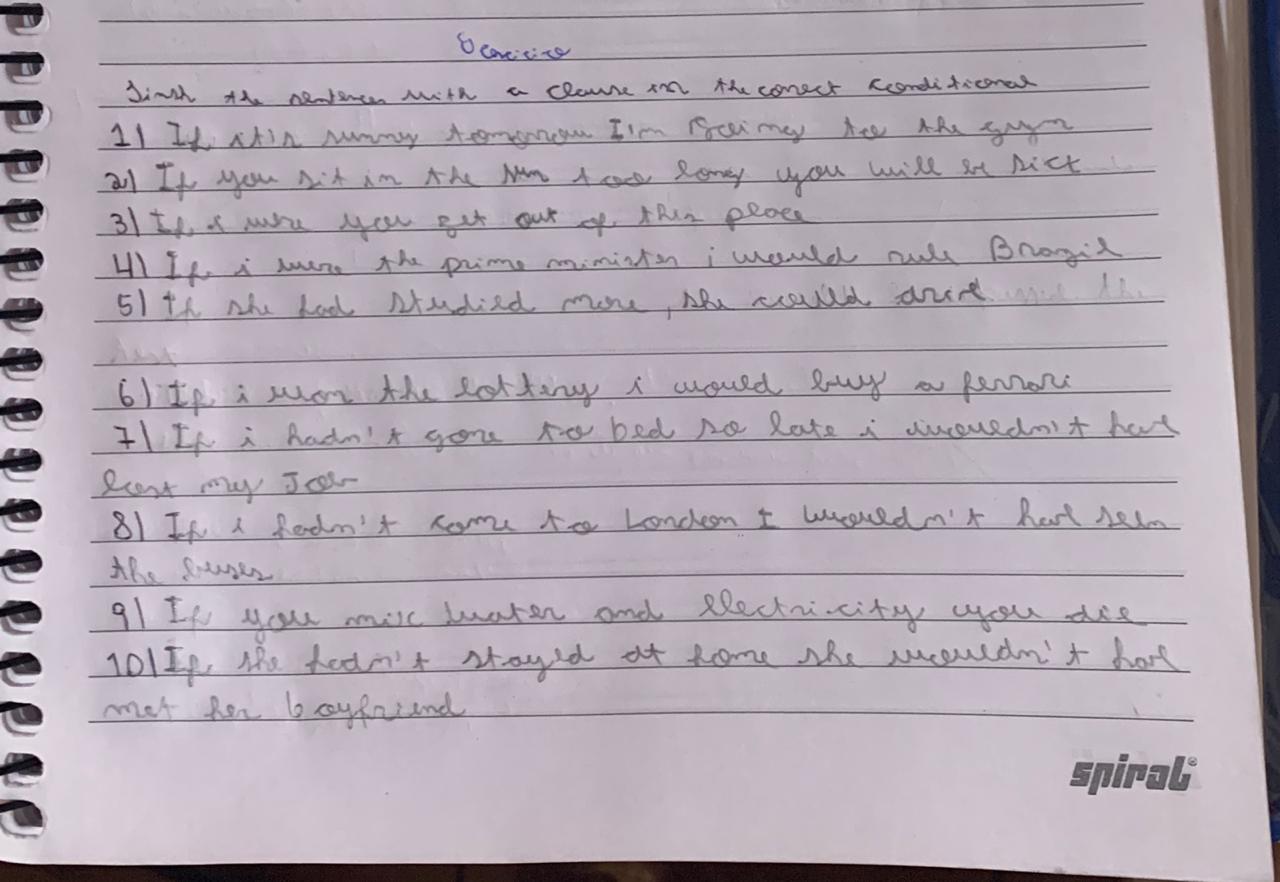 Exercicio
Finsh the sentences with a clause in the correct conditional
1) If it's sunny tomorrow I'm Going to the gym
2) If you sit in the sun too long you will be sick
3) If i were you get out of this place
4) If i were the prime minister i would rule Brazil
5) If she had studied more, she could
6) If i won the lottery i would buy a ferrari
7) If i hadn't gone to bed so late i wouldn't have
lost my Job
8) If i hadn't come to London I wouldn't have seen
the buses
9) If you mix water and electricity you die
10) If she hadn't stayed at home she wouldn't have
met her boyfriend
spiral®